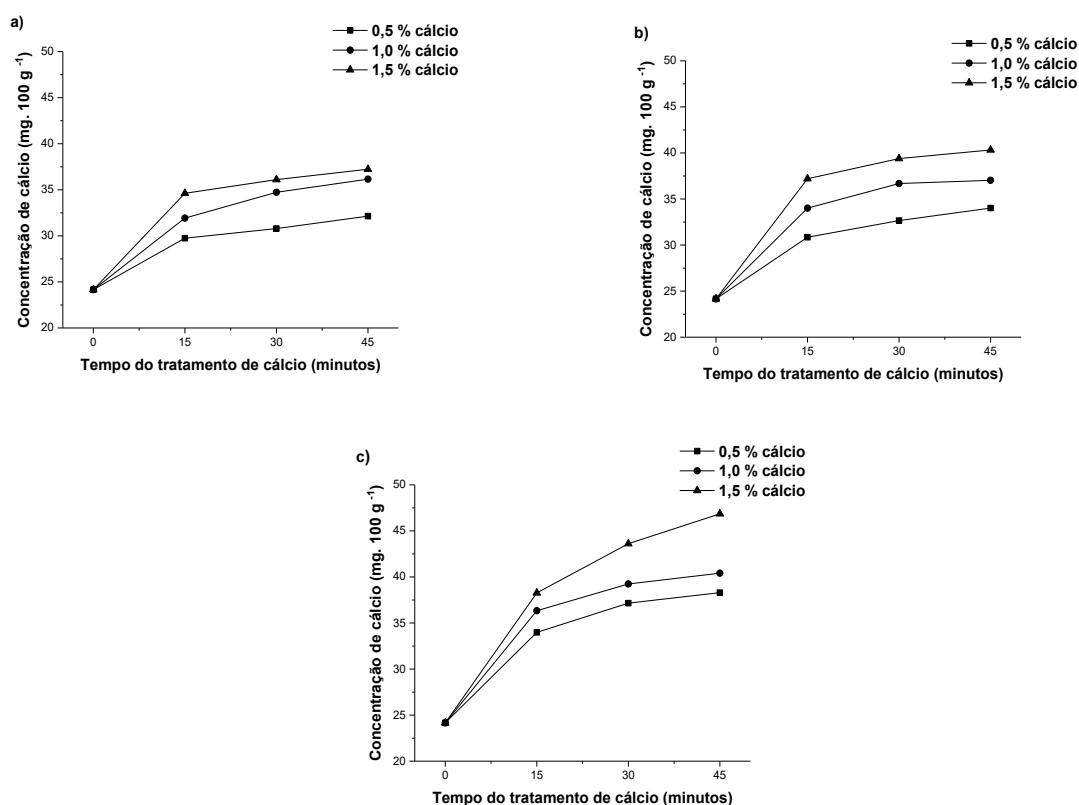 a)
0,5 % cálcio
1,0 % cálcio
1,5 % cálcio
Concentração de cálcio (mg. 100 g -1)
50
45
40
35
30
25
20
0 15 30 45
Tempo do tratamento de cálcio (minutos)
b)
0,5 % cálcio
1,0 % cálcio
1,5 % cálcio
Concentração de cálcio (mg. 100 g -1)
50
45
40
35
30
25
20
0 15 30 45
Tempo do tratamento de cálcio (minutos)
c)
0,5 % cálcio
1,0 % cálcio
1,5 % cálcio
Concentração de cálcio (mg. 100 g -1)
50
45
40
35
30
25
20
0 15 30 45
Tempo do tratamento de cálcio (minutos)